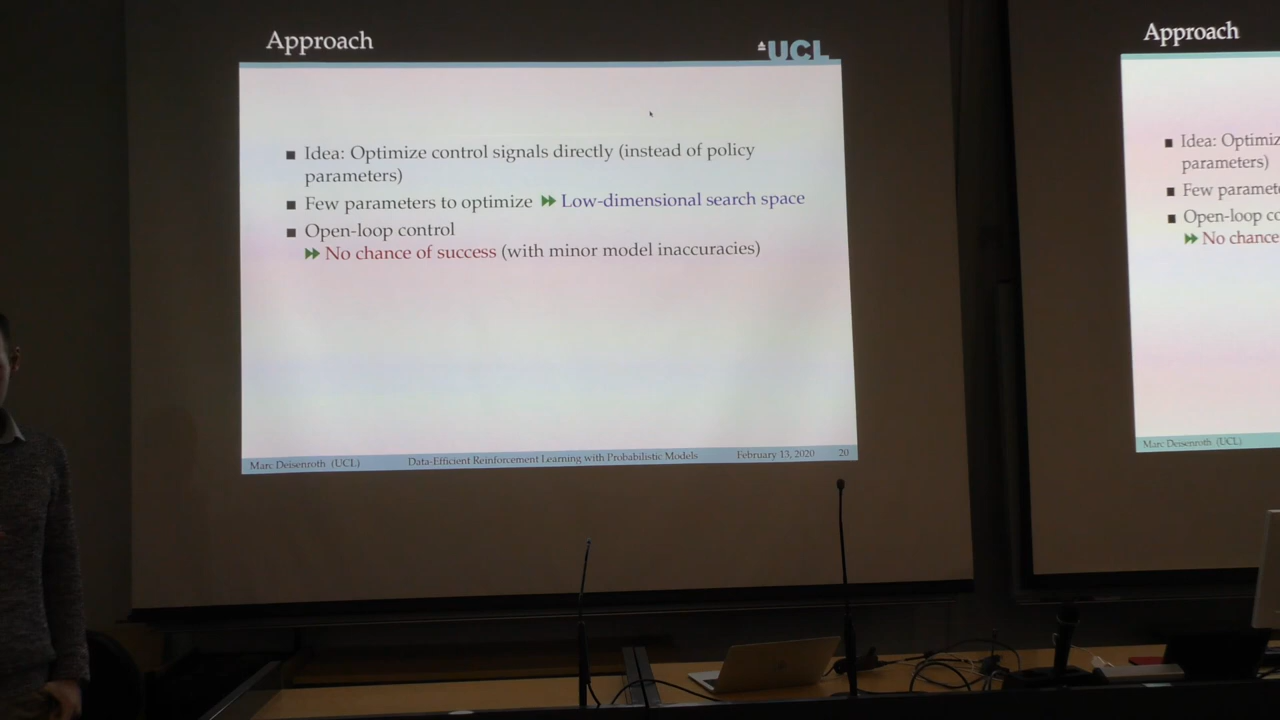 Approach
UCL
■ Idea: Optimize control signals directly (instead of policy
parameters)
■ Few parameters to optimize ▶▶ Low-dimensional search space
■ Open-loop control
▶▶ No chance of success (with minor model inaccuracies)
Marc Deisenroth (UCL) Data-Efficient Reinforcement Learning with Probabilistic Models February 13, 2020 20
Approach
■ Idea: Optimiz
parameters)
■ Few paramet
■ Open-loop co
▶▶ No chance
Marc Deisenroth (UCL)